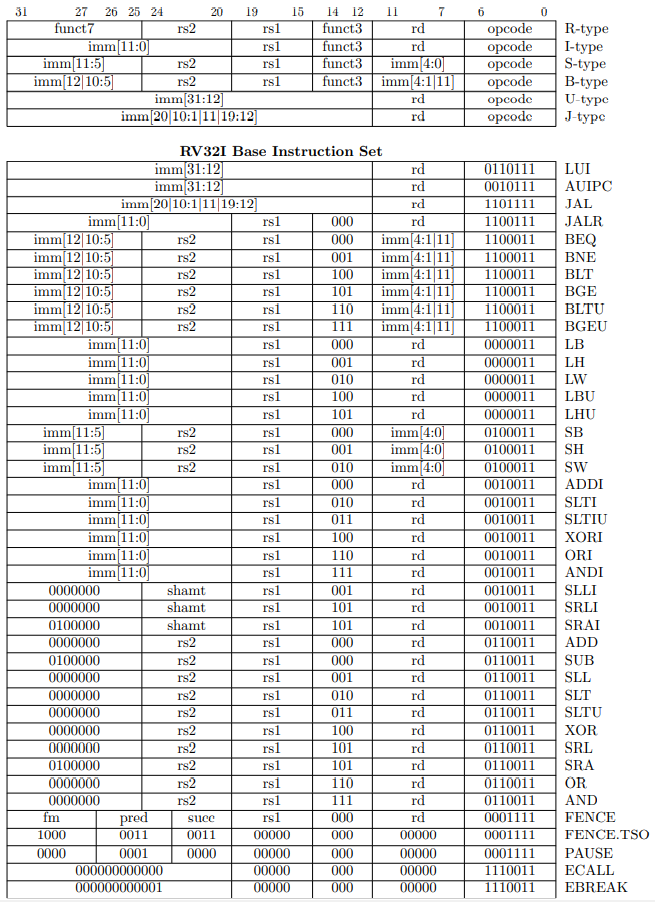 31 27 26 25 24 20 19 15 14 12 11 7 6 0
funct7 rs2 rs1 funct3 rd opcode R-type
imm[11:0] rs1 funct3 rd opcode I-type
imm[11:5] rs2 rs1 funct3 imm[4:0] opcode S-type
imm[12|10:5] rs2 rs1 funct3 imm[4:1|11] opcode B-type
imm[31:12] rd opcode U-type
imm[20|10:1|11|19:12] rd opcode J-type
RV32I Base Instruction Set
imm[31:12] rd 0110111 LUI
imm[31:12] rd 0010111 AUIPC
imm[20|10:1|11|19:12] rd 1101111 JAL
imm[11:0] rs1 000 rd 1100111 JALR
imm[12|10:5] rs2 rs1 000 imm[4:1|11] 1100011 BEQ
imm[12|10:5] rs2 rs1 001 imm[4:1|11] 1100011 BNE
imm[12|10:5] rs2 rs1 100 imm[4:1|11] 1100011 BLT
imm[12|10:5] rs2 rs1 101 imm[4:1|11] 1100011 BGE
imm[12|10:5] rs2 rs1 110 imm[4:1|11] 1100011 BLTU
imm[12|10:5] rs2 rs1 111 imm[4:1|11] 1100011 BGEU
imm[11:0] rs1 000 rd 0000011 LB
imm[11:0] rs1 001 rd 0000011 LH
imm[11:0] rs1 010 rd 0000011 LW
imm[11:0] rs1 100 rd 0000011 LBU
imm[11:0] rs1 101 rd 0000011 LHU
imm[11:5] rs2 rs1 000 imm[4:0] 0100011 SB
imm[11:5] rs2 rs1 001 imm[4:0] 0100011 SH
imm[11:5] rs2 rs1 010 imm[4:0] 0100011 SW
imm[11:0] rs1 000 rd 0010011 ADDI
imm[11:0] rs1 010 rd 0010011 SLTI
imm[11:0] rs1 011 rd 0010011 SLTIU
imm[11:0] rs1 100 rd 0010011 XORI
imm[11:0] rs1 110 rd 0010011 ORI
imm[11:0] rs1 111 rd 0010011 ANDI
0000000 shamt rs1 001 rd 0010011 SLLI
0000000 shamt rs1 101 rd 0010011 SRLI
0100000 shamt rs1 101 rd 0010011 SRAI
0000000 rs2 rs1 000 rd 0110011 ADD
0100000 rs2 rs1 000 rd 0110011 SUB
0000000 rs2 rs1 001 rd 0110011 SLL
0000000 rs2 rs1 010 rd 0110011 SLT
0000000 rs2 rs1 011 rd 0110011 SLTU
0000000 rs2 rs1 100 rd 0110011 XOR
0000000 rs2 rs1 101 rd 0110011 SRL
0100000 rs2 rs1 101 rd 0110011 SRA
0000000 rs2 rs1 110 rd 0110011 OR
0000000 rs2 rs1 111 rd 0110011 AND
fm pred succ rs1 000 rd 0001111 FENCE
1000 0011 0011 00000 000 00000 0001111 FENCE.TSO
0000 0001 0000 00000 000 00000 0001111 PAUSE
000000000000 00000 000 00000 1110011 ECALL
000000000001 00000 000 00000 1110011 EBREAK